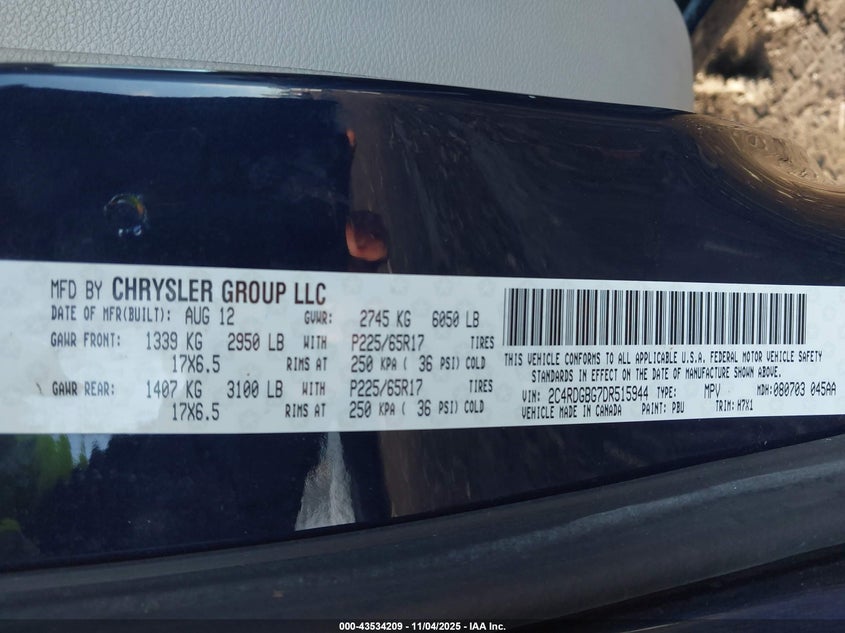 MFD BY CHRYSLER GROUP LLC
DATE OF MFR(BUILT): AUG 12 GVWR: 2745 KG 6050 LB
GAWR FRONT: 1339 KG 2950 LB WITH P225/65R17 TIRES
17X6.5 RIMS AT 250 KPA ( 36 PSI) COLD
GAWR REAR: 1407 KG 3100 LB WITH P225/65R17 TIRES
17X6.5 RIMS AT 250 KPA ( 36 PSI) COLD
THIS VEHICLE CONFORMS TO ALL APPLICABLE U.S.A. FEDERAL MOTOR VEHICLE SAFETY
STANDARDS IN EFFECT ON THE DATE OF MANUFACTURE SHOWN ABOVE.
VIN: 2C4RDGBG7DR515944 TYPE: MPV MDH: 080703 045AA
VEHICLE MADE IN CANADA PAINT: PBU TRIM: H7X1
000-43534209 - 11/04/2025 - IAA Inc.